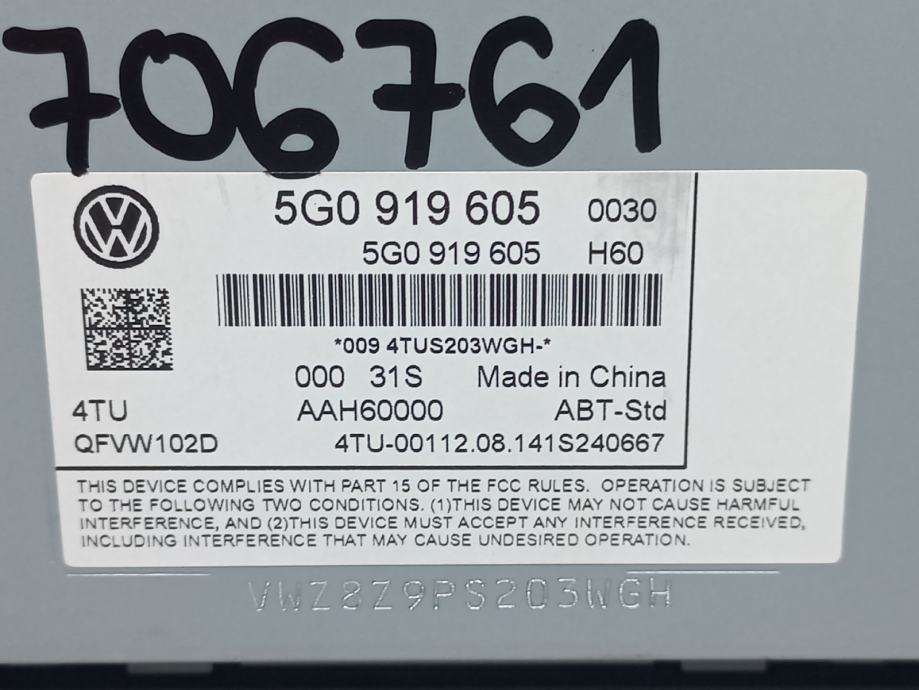 706761
5G0 919 605 0030
5G0 919 605 H60
*009 4TUS203WGH-*
000 31S Made in China
4TU AAH60000 ABT-Std
QFVW102D 4TU-00112.08.141S240667
THIS DEVICE COMPLIES WITH PART 15 OF THE FCC RULES. OPERATION IS SUBJECT
TO THE FOLLOWING TWO CONDITIONS. (1)THIS DEVICE MAY NOT CAUSE HARMFUL
INTERFERENCE, AND (2)THIS DEVICE MUST ACCEPT ANY INTERFERENCE RECEIVED,
INCLUDING INTERFERENCE THAT MAY CAUSE UNDESIRED OPERATION.
VWZ8Z9PS203WGH